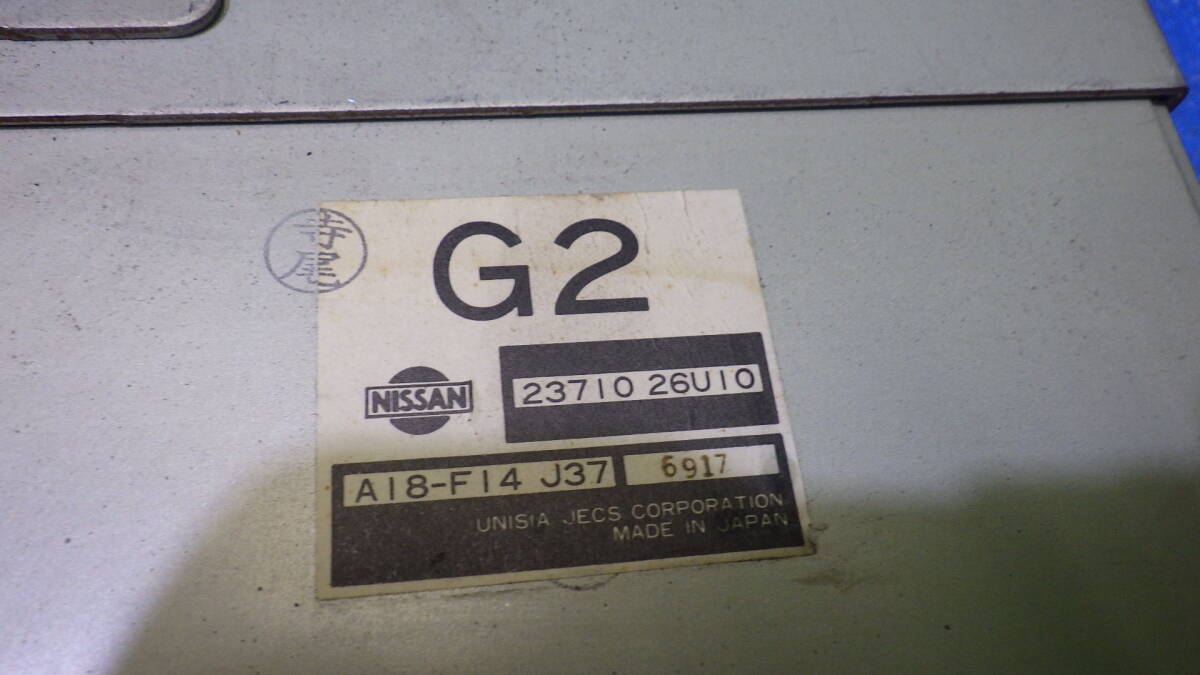 G2
NISSAN
23710 26U10
A18-F14 J37
6917
UNISIA JECS CORPORATION
MADE IN JAPAN